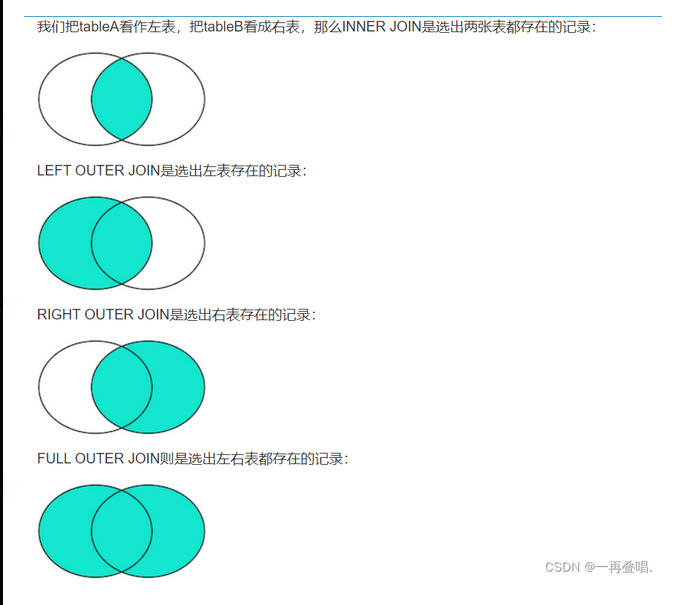 我们把tableA看作左表，把tableB看成右表，那么INNER JOIN是选出两张表都存在的记录：
LEFT OUTER JOIN是选出左表存在的记录：
RIGHT OUTER JOIN是选出右表存在的记录：
FULL OUTER JOIN则是选出左右表都存在的记录：
CSDN @一再叠唱.